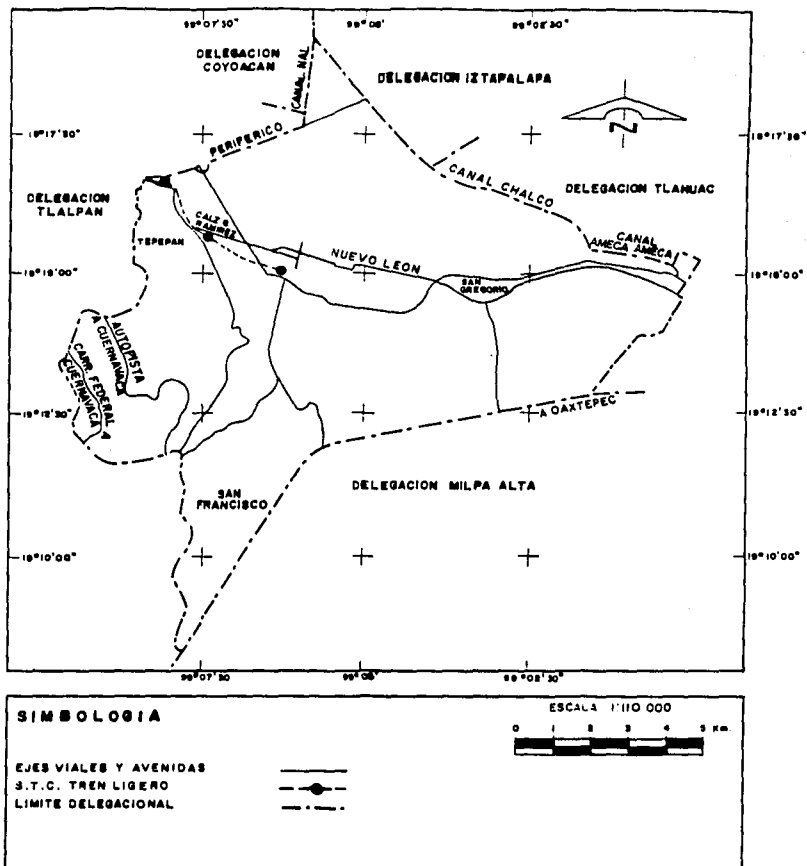 99°07'30"
99°05'
99°02'30"
DELEGACION
COYOACAN
CANAL NAL
DELEGACION IZTAPALAPA
N
19°17'30"
19°17'30"
PERIFERICO
CANAL CHALCO
DELEGACION TLAHUAC
DELEGACION
TLALPAN
CALZ G
RAMIREZ
TEPEPAN
NUEVO LEON
CANAL
AMECA AMECA
19°15'00"
19°15'00"
SAN
GREGORIO
AUTOPISTA
A CUERNAVACA
CARR. FEDERAL A
CUERNAVACA
19°12'30"
19°12'30"
A OAXTEPEC
SAN
FRANCISCO
DELEGACION MILPA ALTA
19°10'00"
19°10'00"
99°07'30"
99°05'
99°02'30"
SIMBOLOGIA
ESCALA 1:110 000
0 1 2 3 4 5 Km.
EJES VIALES Y AVENIDAS
S.T.C. TREN LIGERO
LIMITE DELEGACIONAL